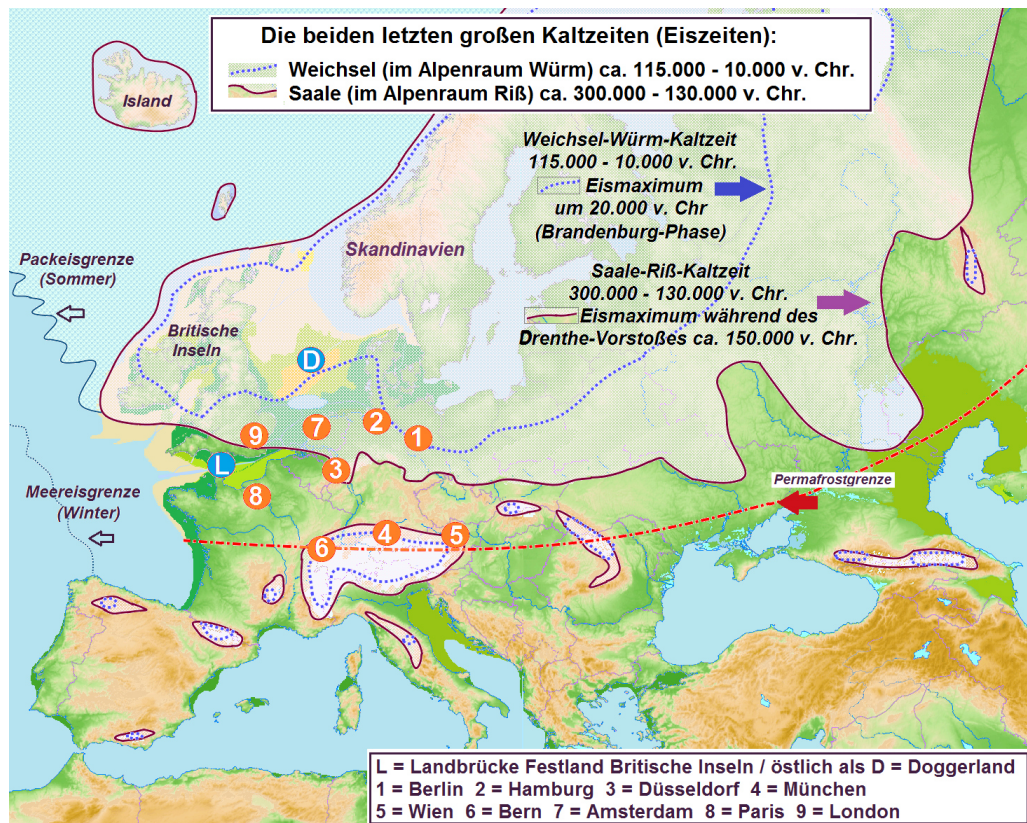 Die beiden letzten großen Kaltzeiten (Eiszeiten):
Weichsel (im Alpenraum Würm) ca. 115.000 - 10.000 v. Chr.
Saale (im Alpenraum Riß) ca. 300.000 - 130.000 v. Chr.
Island
Weichsel-Würm-Kaltzeit
115.000 - 10.000 v. Chr.
Eismaximum
um 20.000 v. Chr
(Brandenburg-Phase)
Skandinavien
Packeisgrenze
(Sommer)
Saale-Riß-Kaltzeit
300.000 - 130.000 v. Chr.
Eismaximum während des
Drenthe-Vorstoßes ca. 150.000 v. Chr.
Britische
Inseln
D
2
7
9
1
L
3
8
Permafrostgrenze
Meereisgrenze
(Winter)
4
5
6
L = Landbrücke Festland Britische Inseln / östlich als D = Doggerland
1 = Berlin 2 = Hamburg 3 = Düsseldorf 4 = München
5 = Wien 6 = Bern 7 = Amsterdam 8 = Paris 9 = London